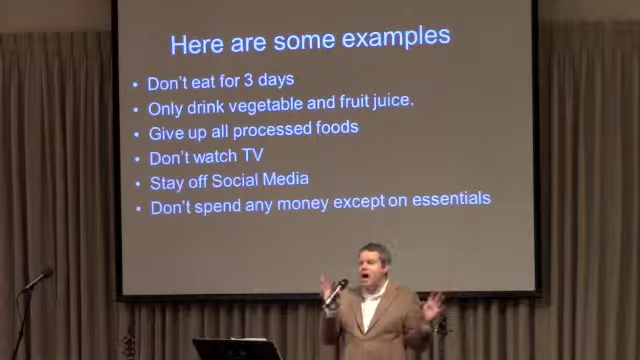 Here are some examples
• Don't eat for 3 days
• Only drink vegetable and fruit juice.
• Give up all processed foods
• Don't watch TV
• Stay off Social Media
• Don't spend any money except on essentials